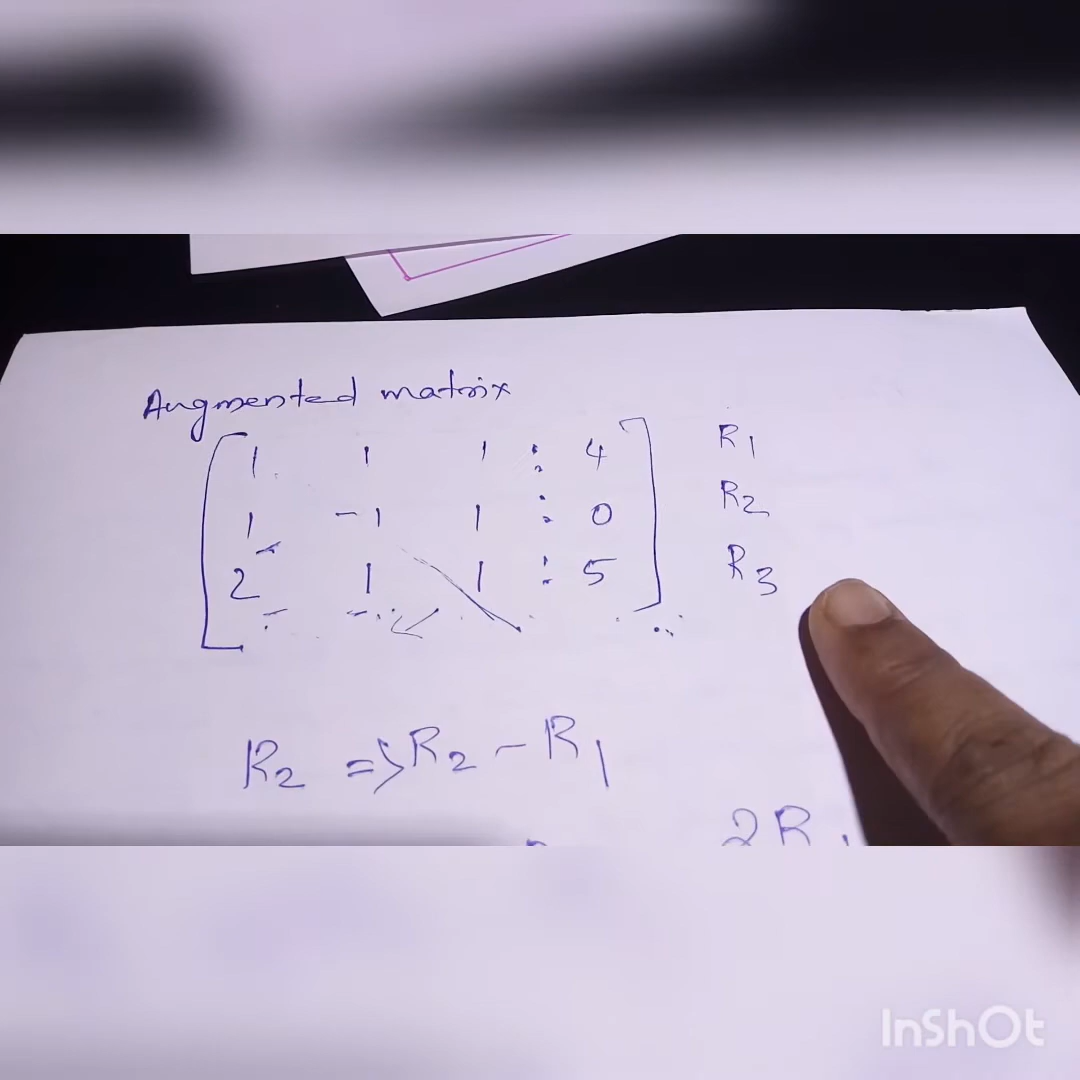 Augmented matrix
1 1 1 : 4 R1
1 -1 1 : 0 R2
2 1 1 : 5 R3
R2 => R2 - R1
2R
InShOt